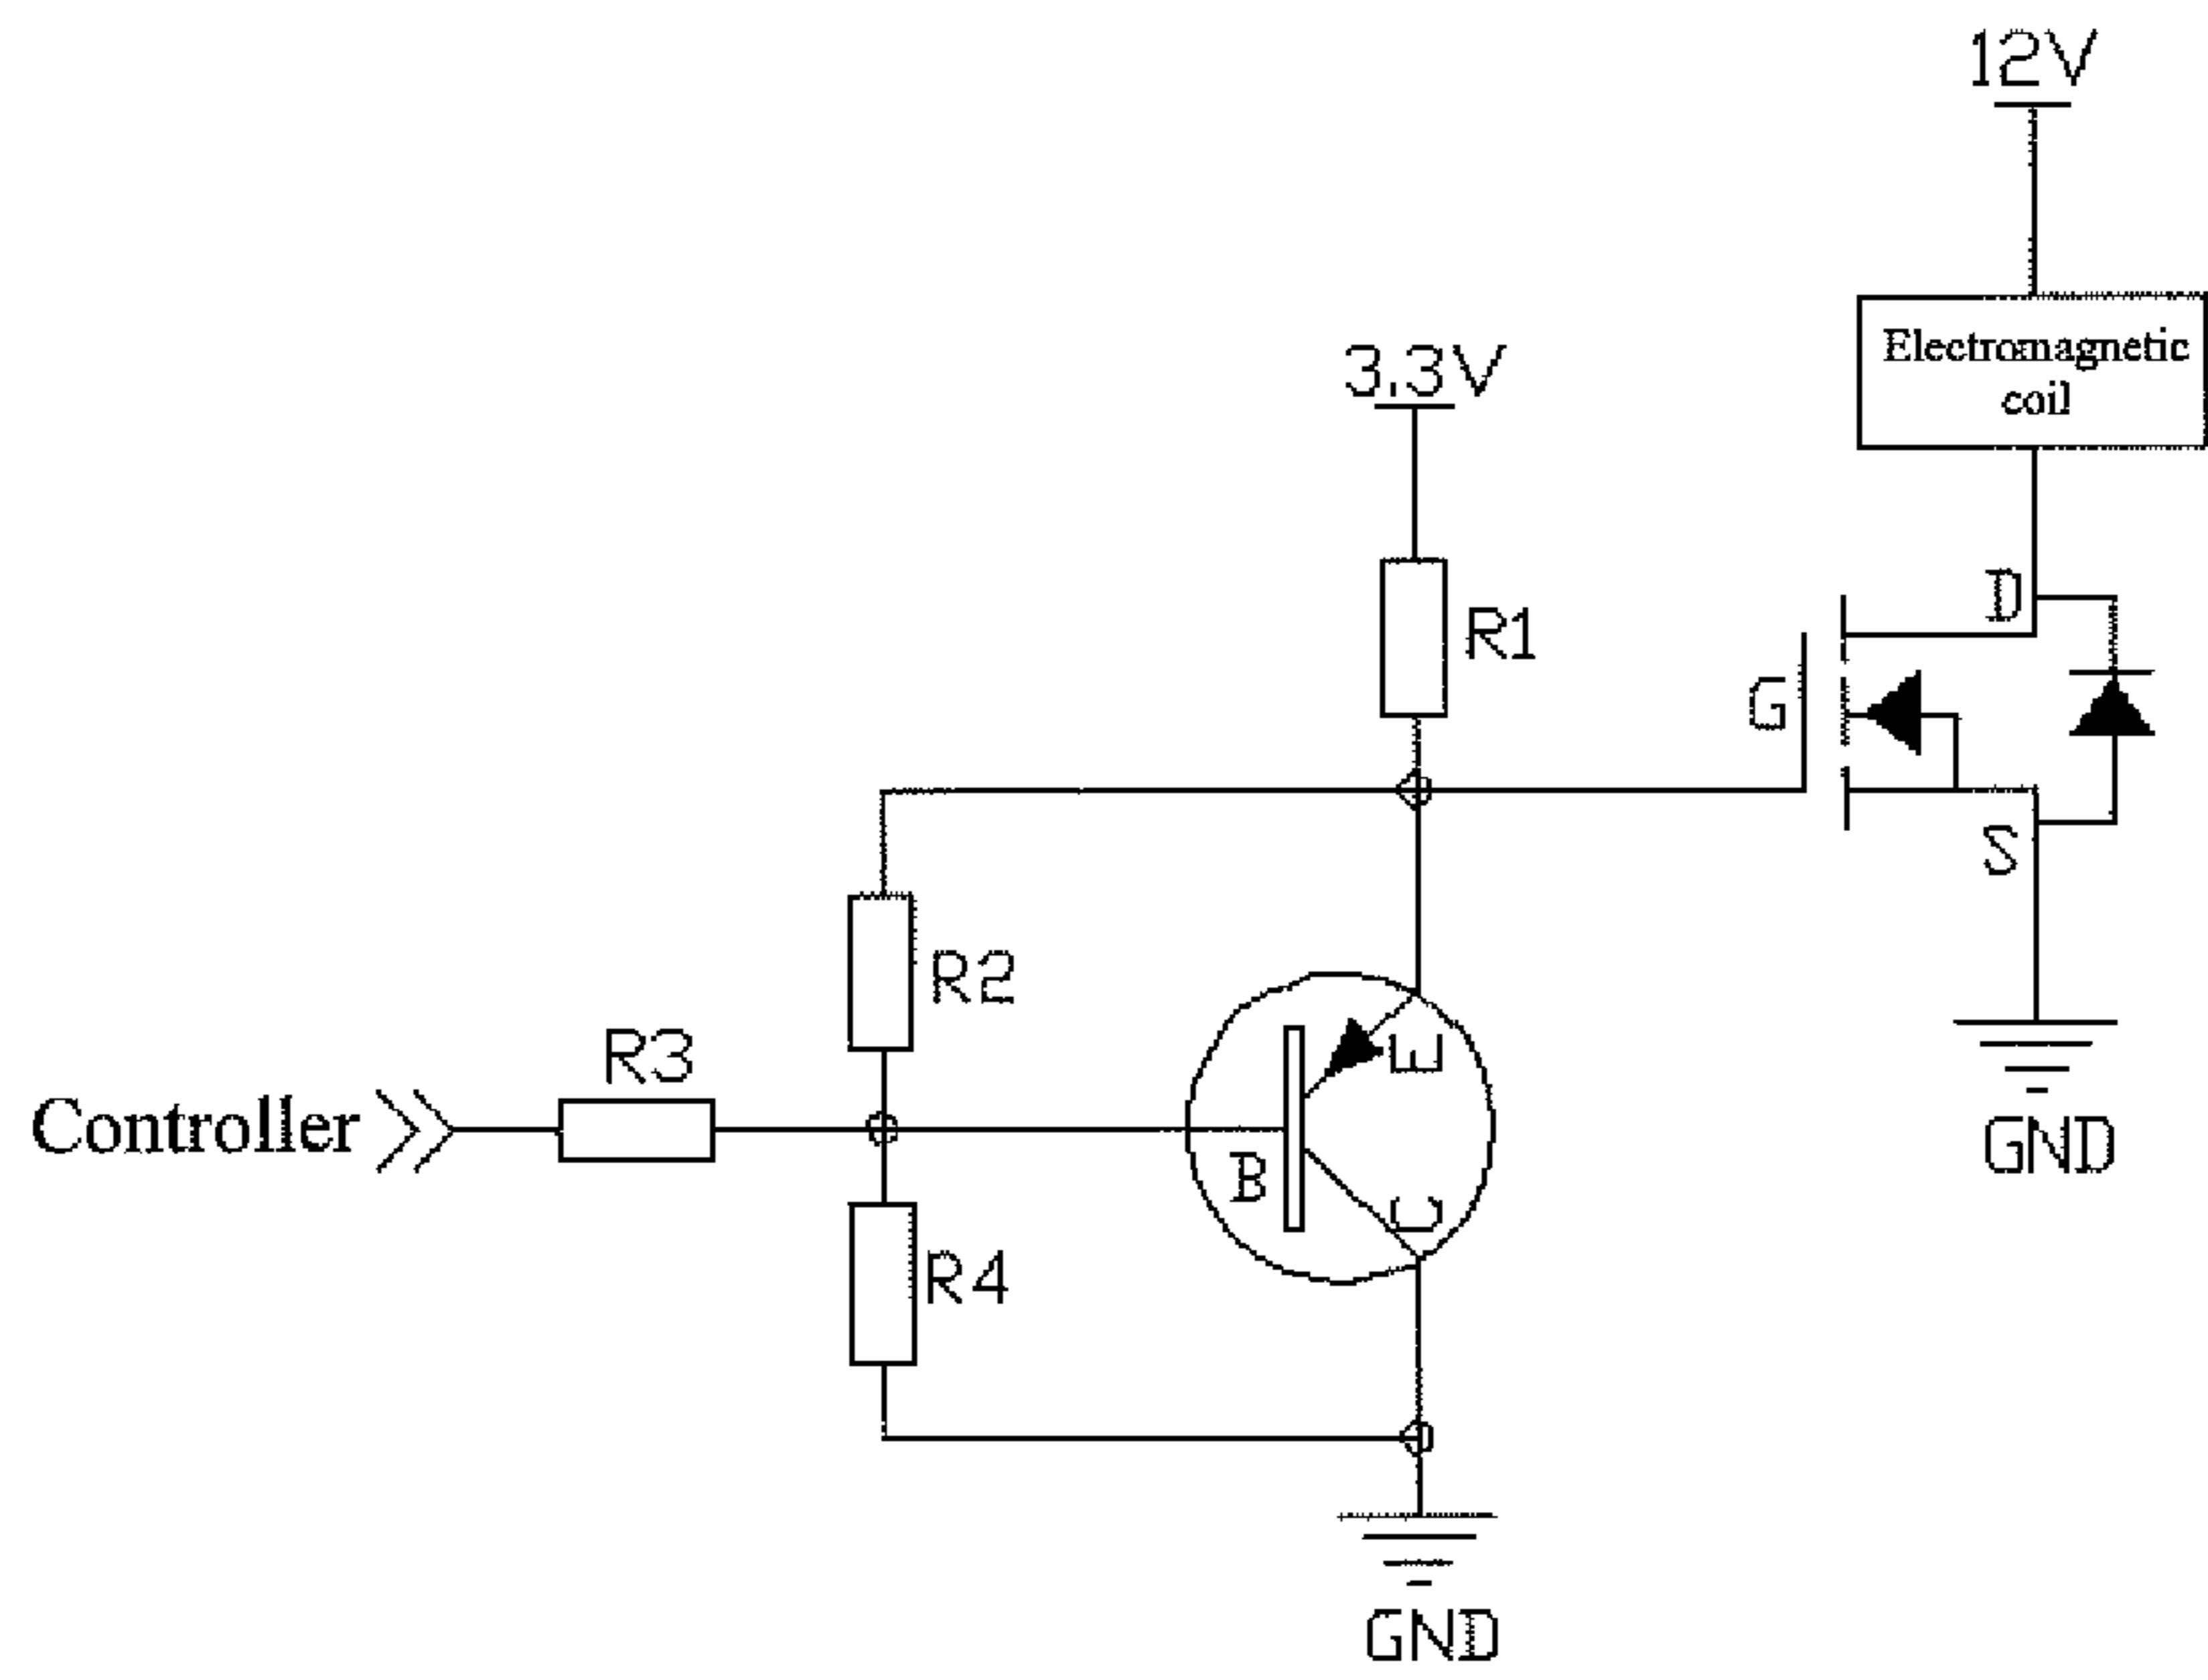 12V
Electromagnetic
coil
3.3V
R1
D
G
S
R2
R3
E
Controller
B
C
GND
R4
GND